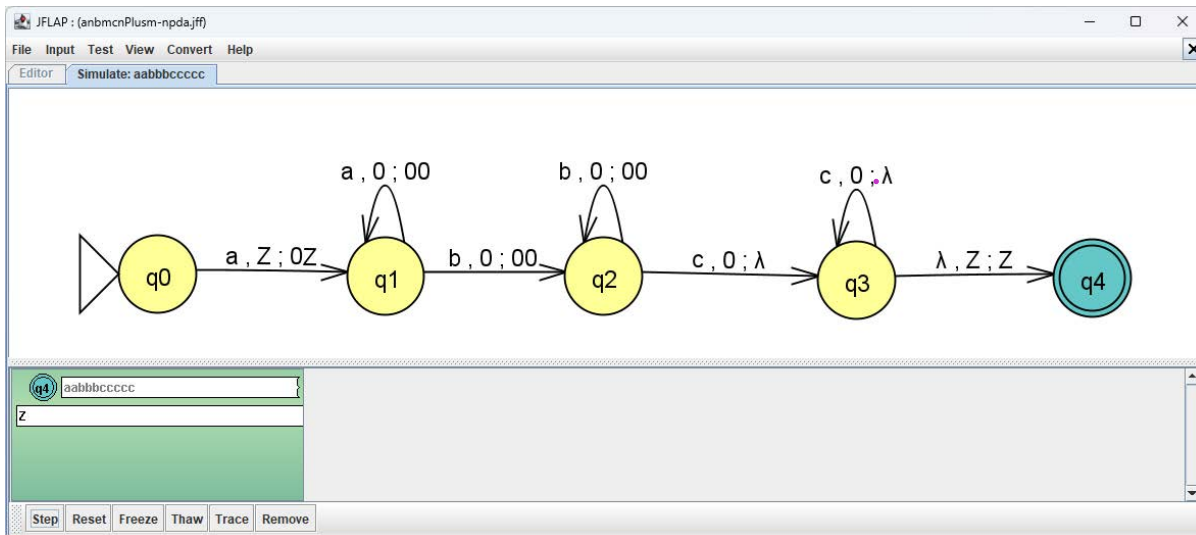 JFLAP : (anbmcnPlusm-npda.jff)
File Input Test View Convert Help
Editor Simulate: aabbbccccc
a , 0 ; 00 b , 0 ; 00 c , 0 ; λ
q0 a , Z ; 0Z q1 b , 0 ; 00 q2 c , 0 ; λ q3 λ , Z ; Z q4
q4 aabbbccccc
Z
Step Reset Freeze Thaw Trace Remove